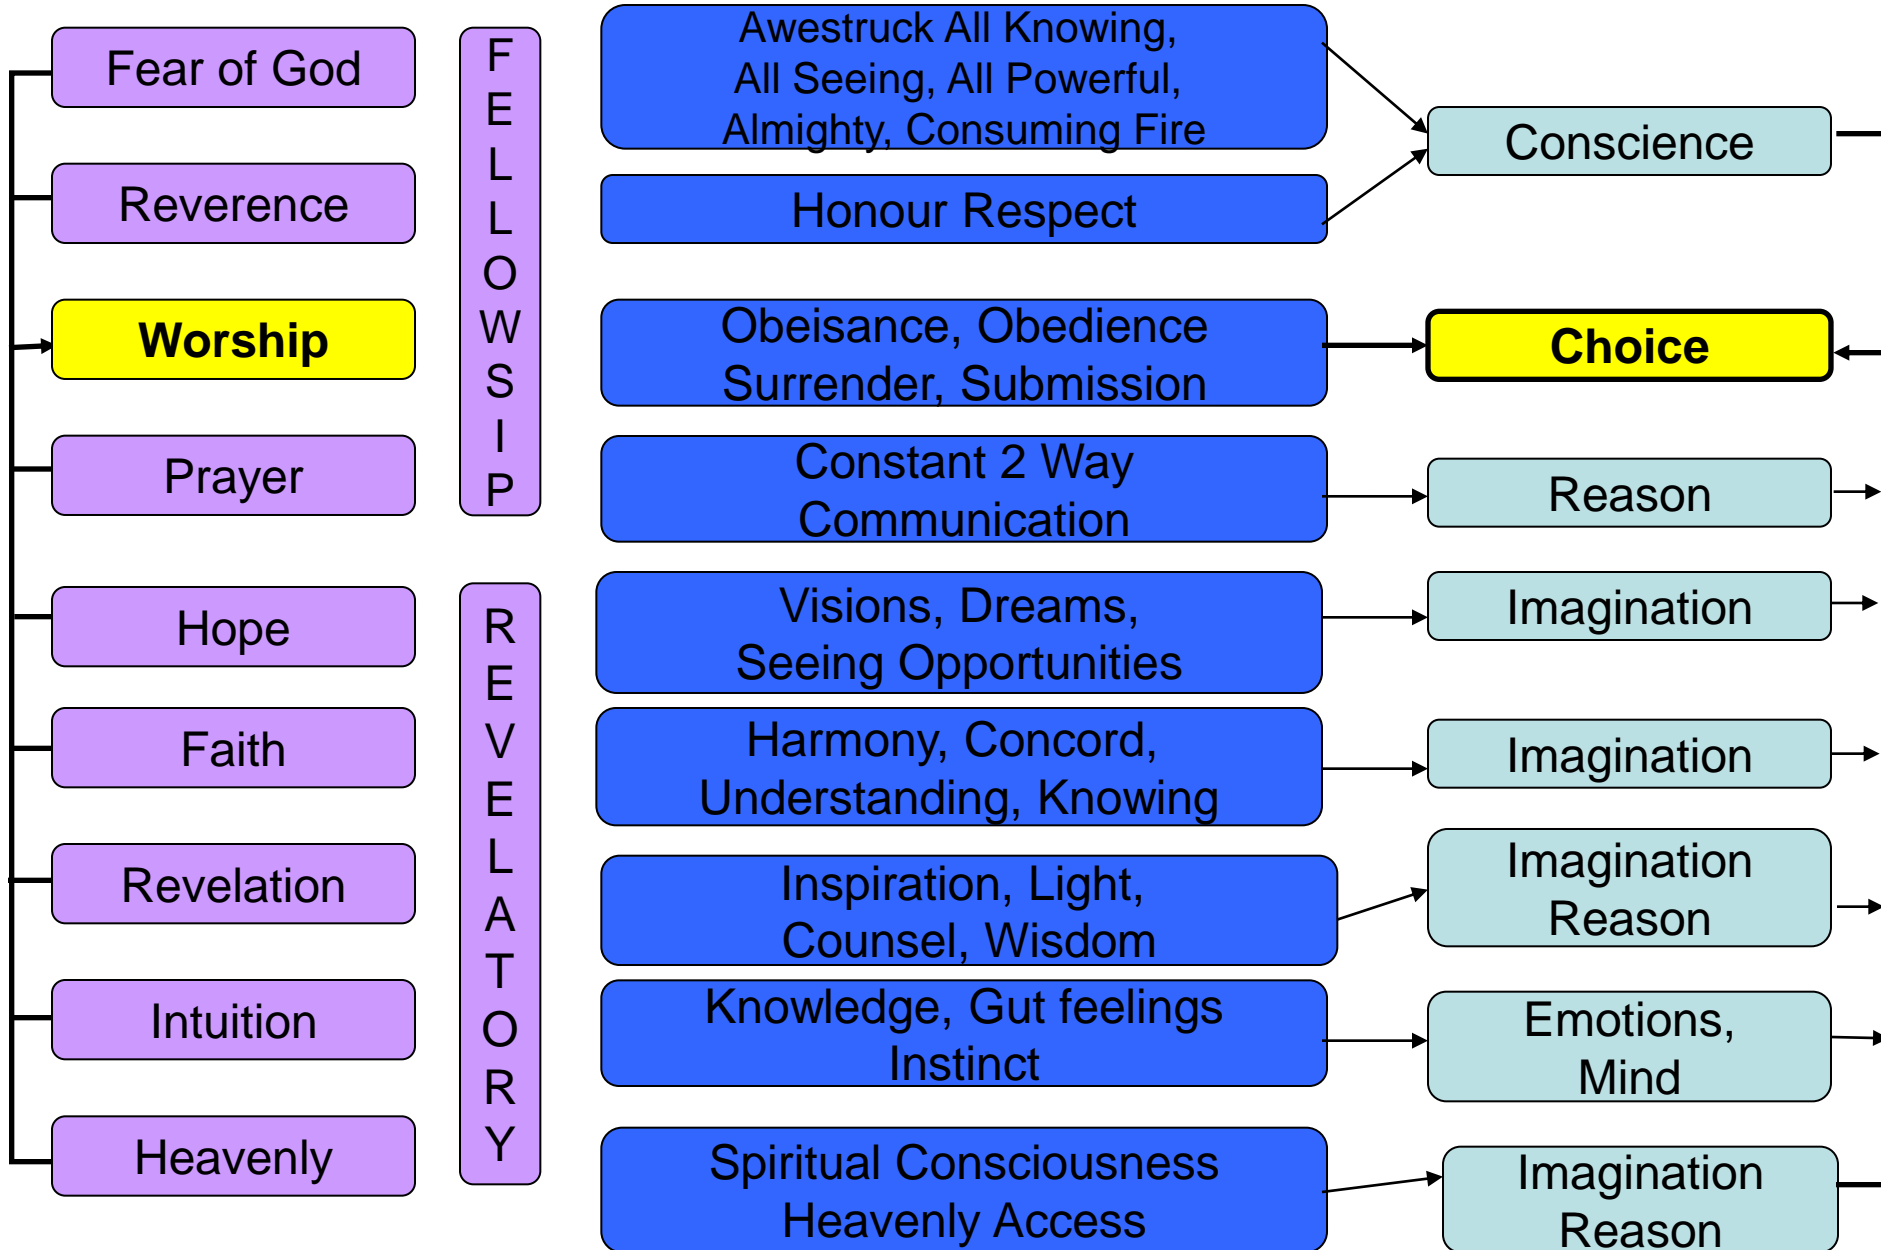 Fear of God
Reverence
Worship
Prayer
Hope
Faith
Revelation
Intuition
Heavenly
F
E
L
L
O
W
S
I
P
R
E
V
E
L
A
T
O
R
Y
Awestruck All Knowing,
All Seeing, All Powerful,
Almighty, Consuming Fire
Honour Respect
Obeisance, Obedience
Surrender, Submission
Constant 2 Way
Communication
Visions, Dreams,
Seeing Opportunities
Harmony, Concord,
Understanding, Knowing
Inspiration, Light,
Counsel, Wisdom
Knowledge, Gut feelings
Instinct
Spiritual Consciousness
Heavenly Access
Conscience
Choice
Reason
Imagination
Imagination
Imagination
Reason
Emotions,
Mind
Imagination
Reason